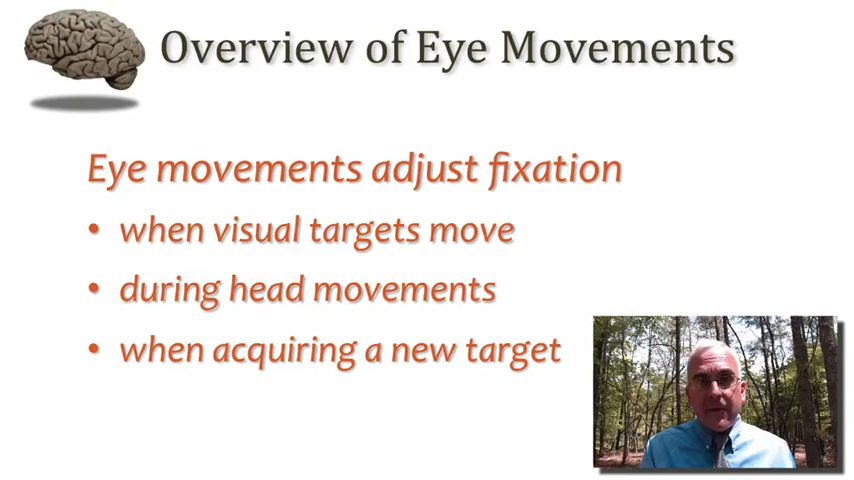 Overview of Eye Movements
Eye movements adjust fixation
• when visual targets move
• during head movements
• when acquiring a new target